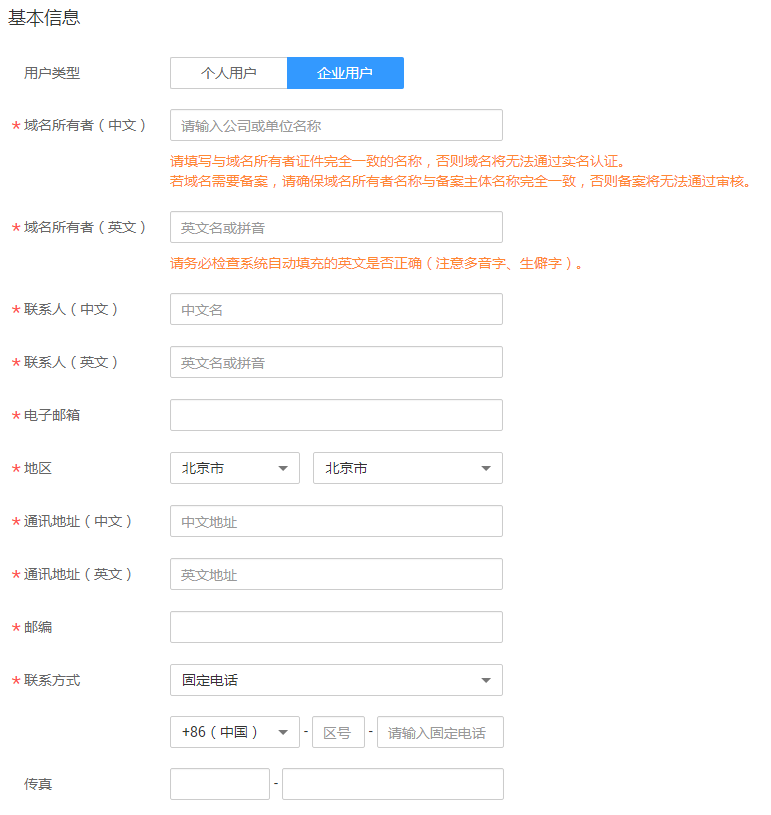 基本信息
用户类型 个人用户 企业用户
* 域名所有者（中文） 请输入公司或单位名称
请填写与域名所有者证件完全一致的名称，否则域名将无法通过实名认证。
若域名需要备案，请确保域名所有者名称与备案主体名称完全一致，否则备案将无法通过审核。
* 域名所有者（英文） 英文名或拼音
请务必检查系统自动填充的英文是否正确（注意多音字、生僻字）。
* 联系人（中文） 中文名
* 联系人（英文） 英文名或拼音
* 电子邮箱
* 地区 北京市 北京市
* 通讯地址（中文） 中文地址
* 通讯地址（英文） 英文地址
* 邮编
* 联系方式 固定电话
+86（中国） - 区号 - 请输入固定电话
传真 -